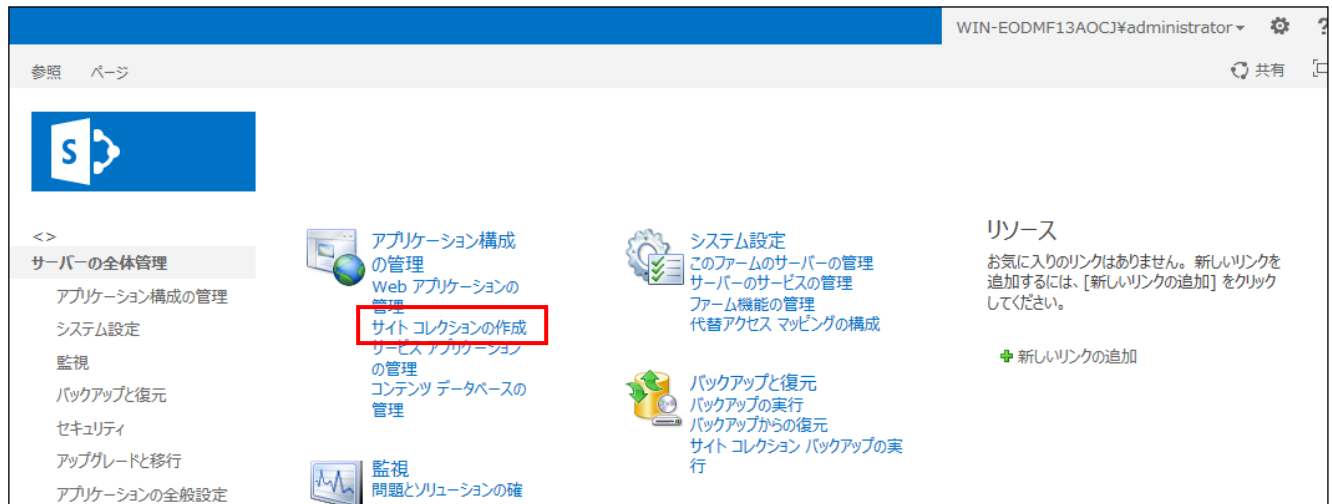 WIN-EODMF13AOCJ¥administrator
?
参照 ページ
共有
S
<>
サーバーの全体管理
アプリケーション構成の管理
システム設定
監視
バックアップと復元
セキュリティ
アップグレードと移行
アプリケーションの全般設定
アプリケーション構成
の管理
Web アプリケーションの
管理
サイト コレクションの作成
サービス アプリケーション
の管理
コンテンツ データベースの
管理
監視
問題とソリューションの確
システム設定
このファームのサーバーの管理
サーバーのサービスの管理
ファーム機能の管理
代替アクセス マッピングの構成
バックアップと復元
バックアップの実行
バックアップからの復元
サイト コレクション バックアップの実
行
リソース
お気に入りのリンクはありません。新しいリンクを
追加するには、[新しいリンクの追加] をクリック
してください。
新しいリンクの追加